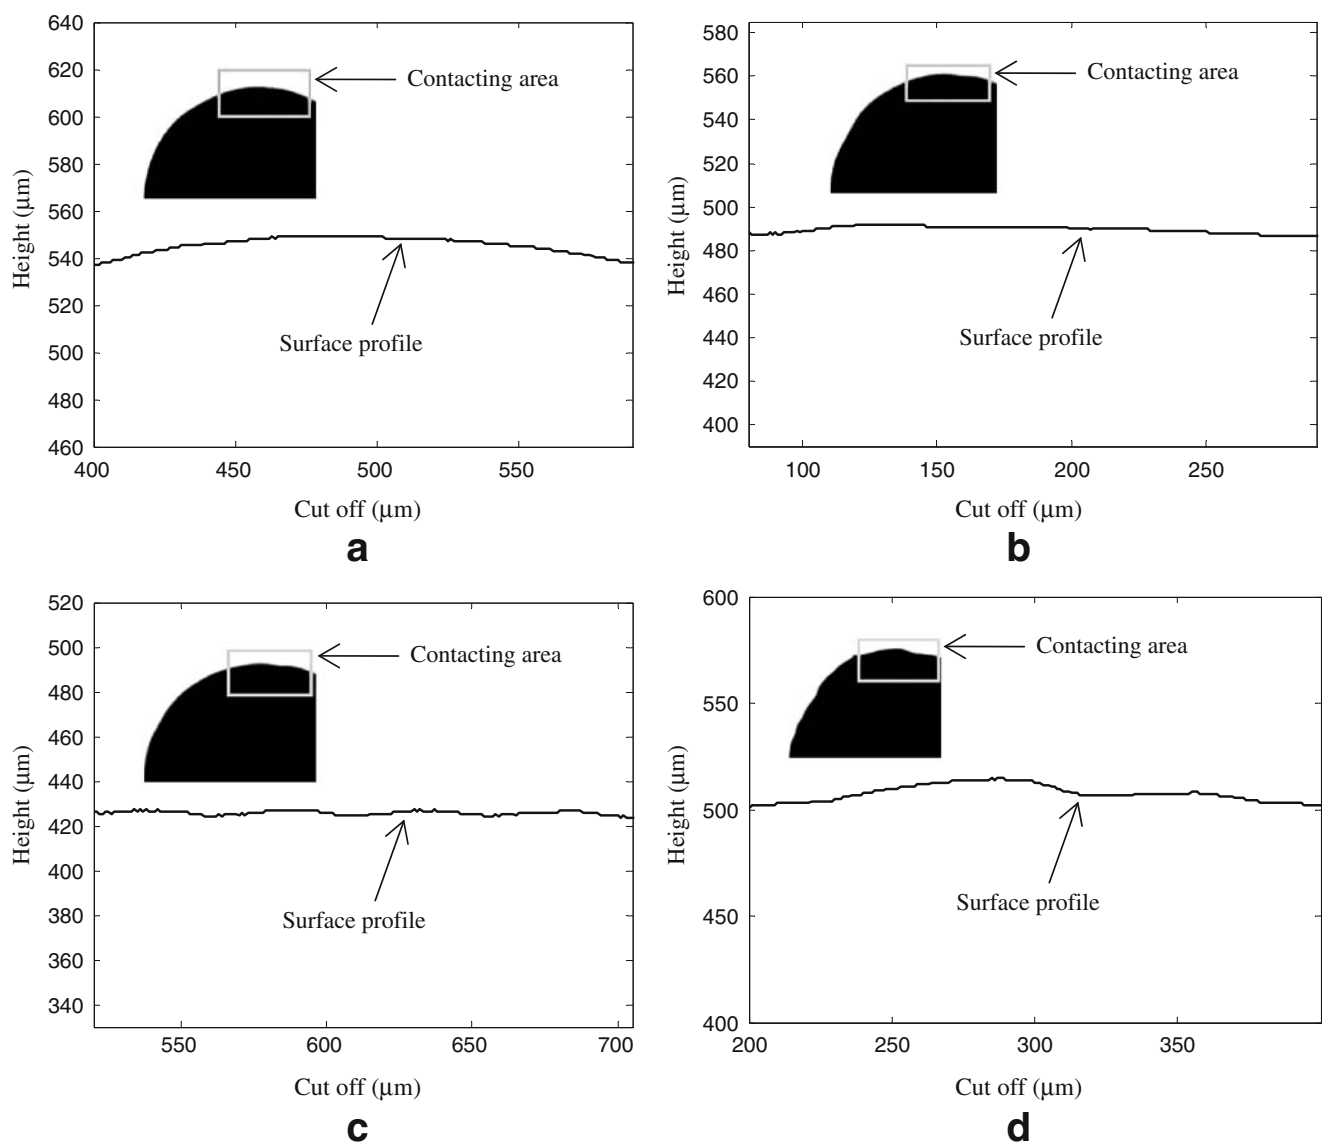 640
620
600
580
560
540
520
500
480
460
Height (μm)
Contacting area
Surface profile
400
450
500
550
Cut off (μm)
a
580
560
540
520
500
480
460
440
420
400
Height (μm)
Contacting area
Surface profile
100
150
200
250
Cut off (μm)
b
520
500
480
460
440
420
400
380
360
340
Height (μm)
Contacting area
Surface profile
550
600
650
700
Cut off (μm)
c
600
550
500
450
400
Height (μm)
Contacting area
Surface profile
200
250
300
350
Cut off (μm)
d